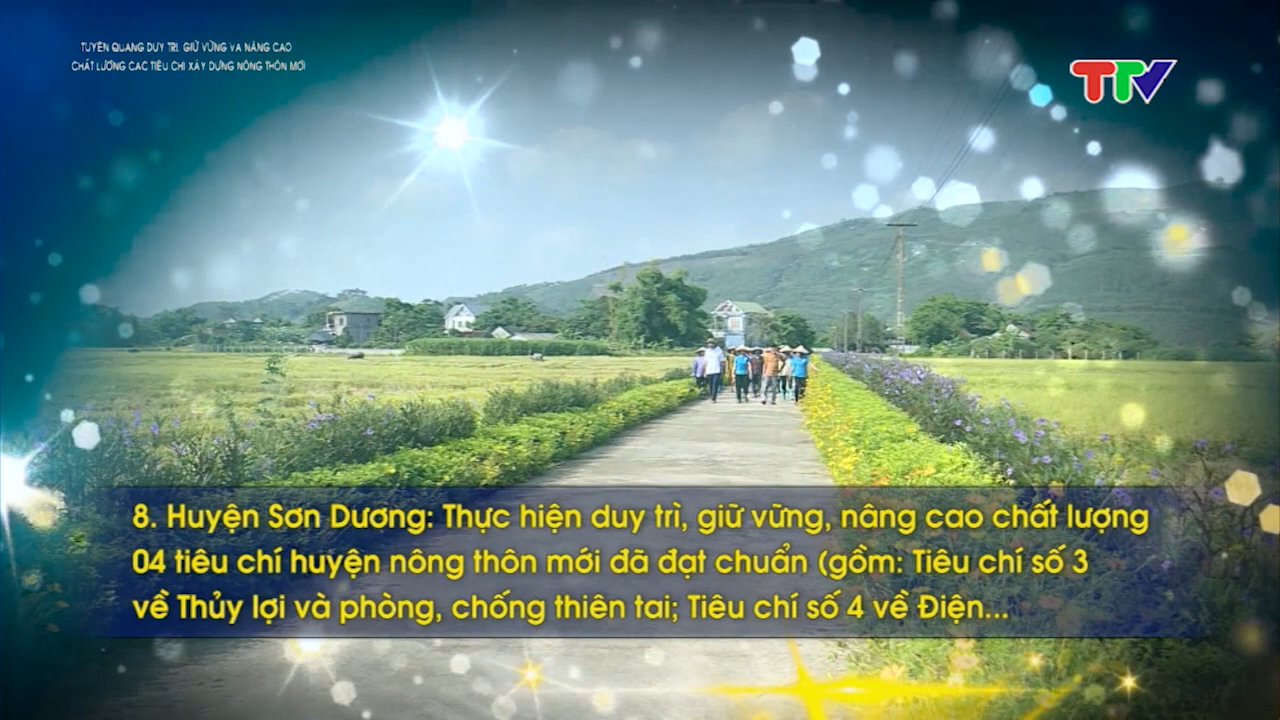 TUYÊN QUANG DUY TRÌ, GIỮ VỮNG VÀ NÂNG CAO
CHẤT LƯỢNG CÁC TIÊU CHÍ XÂY DỰNG NÔNG THÔN MỚI
TTV
8. Huyện Sơn Dương: Thực hiện duy trì, giữ vững, nâng cao chất lượng
04 tiêu chí huyện nông thôn mới đã đạt chuẩn (gồm: Tiêu chí số 3
về Thủy lợi và phòng, chống thiên tai; Tiêu chí số 4 về Điện...